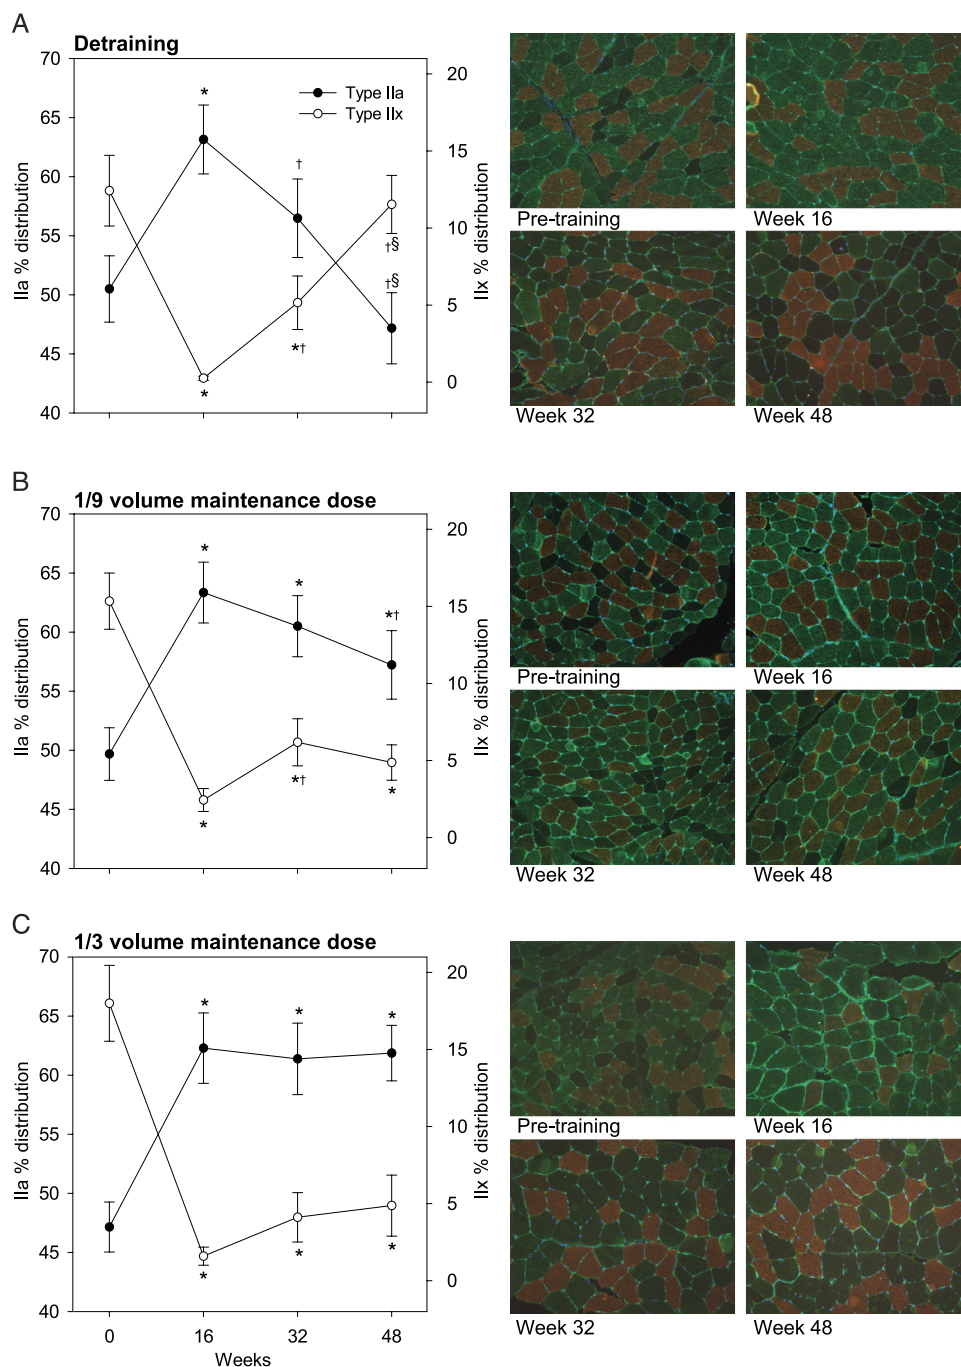 A
Detraining
70
65
60
55
50
45
40
IIa % distribution
20
15
10
5
0
IIx % distribution
Type IIa
Type IIx
*
†
†§
†§
*†
*
Pre-training
Week 16
Week 32
Week 48
B
1/9 volume maintenance dose
70
65
60
55
50
45
40
IIa % distribution
20
15
10
5
0
IIx % distribution
*
*
*†
*†
*
*
Pre-training
Week 16
Week 32
Week 48
C
1/3 volume maintenance dose
70
65
60
55
50
45
40
IIa % distribution
20
15
10
5
0
IIx % distribution
*
*
*
*
*
*
0
16
32
48
Weeks
Pre-training
Week 16
Week 32
Week 48